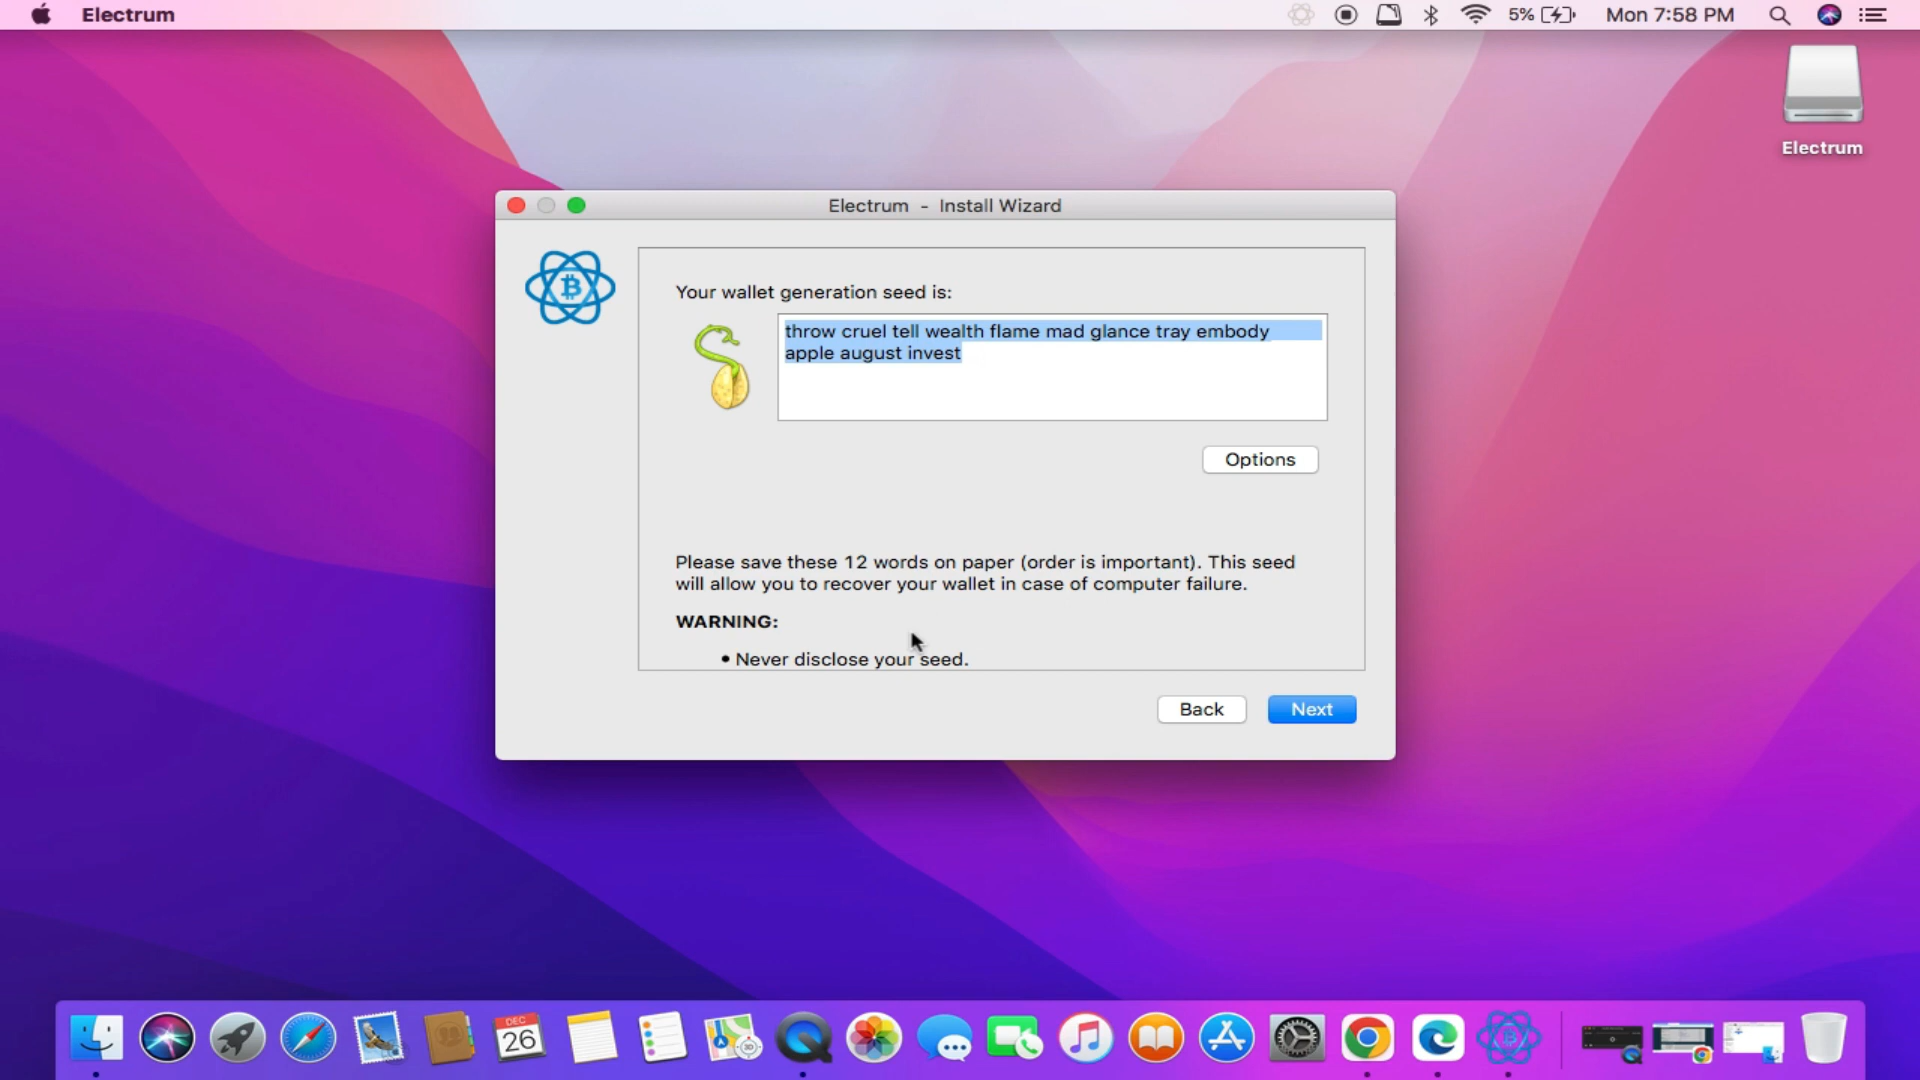 Electrum
5%
Mon 7:58 PM
Electrum
Electrum - Install Wizard
Your wallet generation seed is:
throw cruel tell wealth flame mad glance tray embody
apple august invest
Options
Please save these 12 words on paper (order is important). This seed
will allow you to recover your wallet in case of computer failure.
WARNING:
• Never disclose your seed.
Back
Next
DEC
26